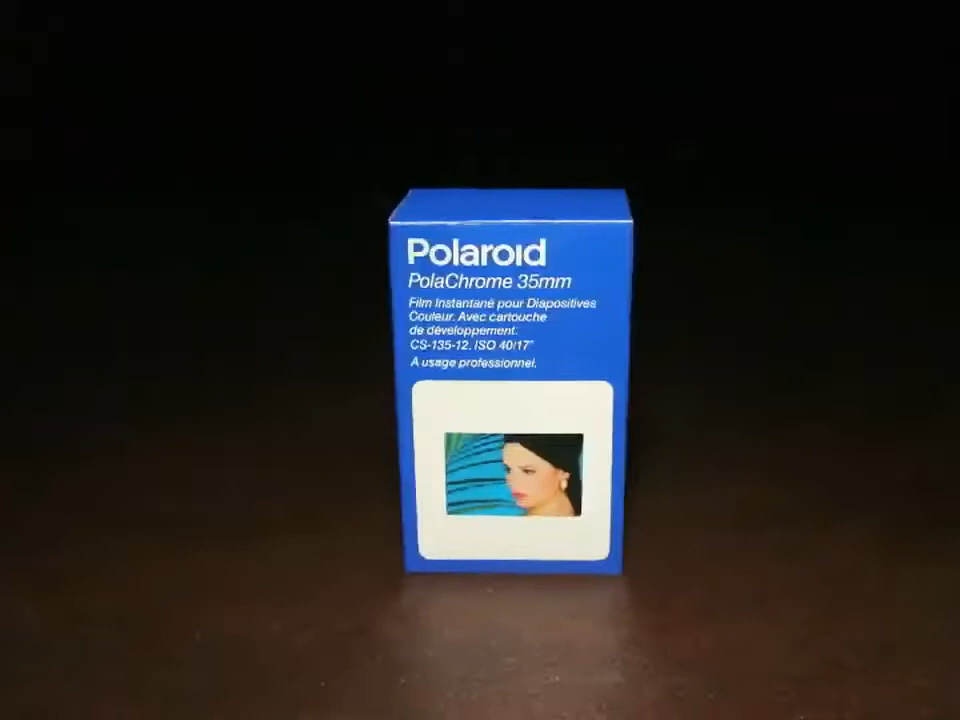 Polaroid
PolaChrome 35mm
Film Instantané pour Diapositives
Couleur. Avec cartouche
de développement.
CS-135-12. ISO 40/17°
A usage professionnel.